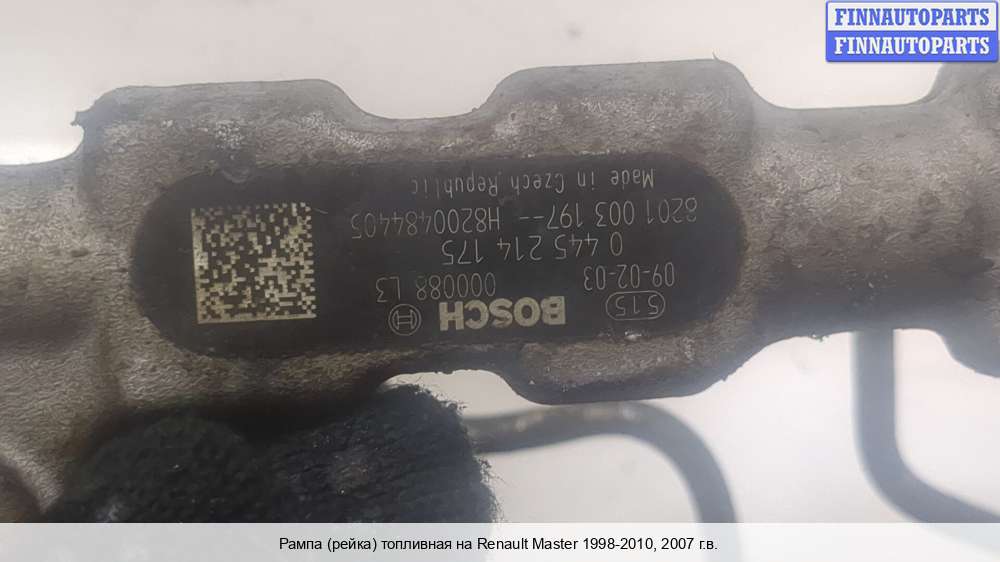 FINNAUTOPARTS
FINNAUTOPARTS
515 BOSCH
09-02-03 000088 L3
0 445 214 175
8201 003 197-- H8200484405
Made in Czech Republic
Рампа (рейка) топливная на Renault Master 1998-2010, 2007 г.в.